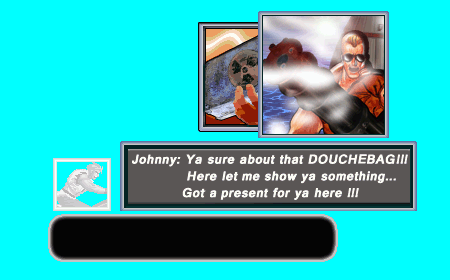 Johnny: Ya sure about that DOUCHEBAG!!!
Here let me show ya something...
Got a present for ya here !!!